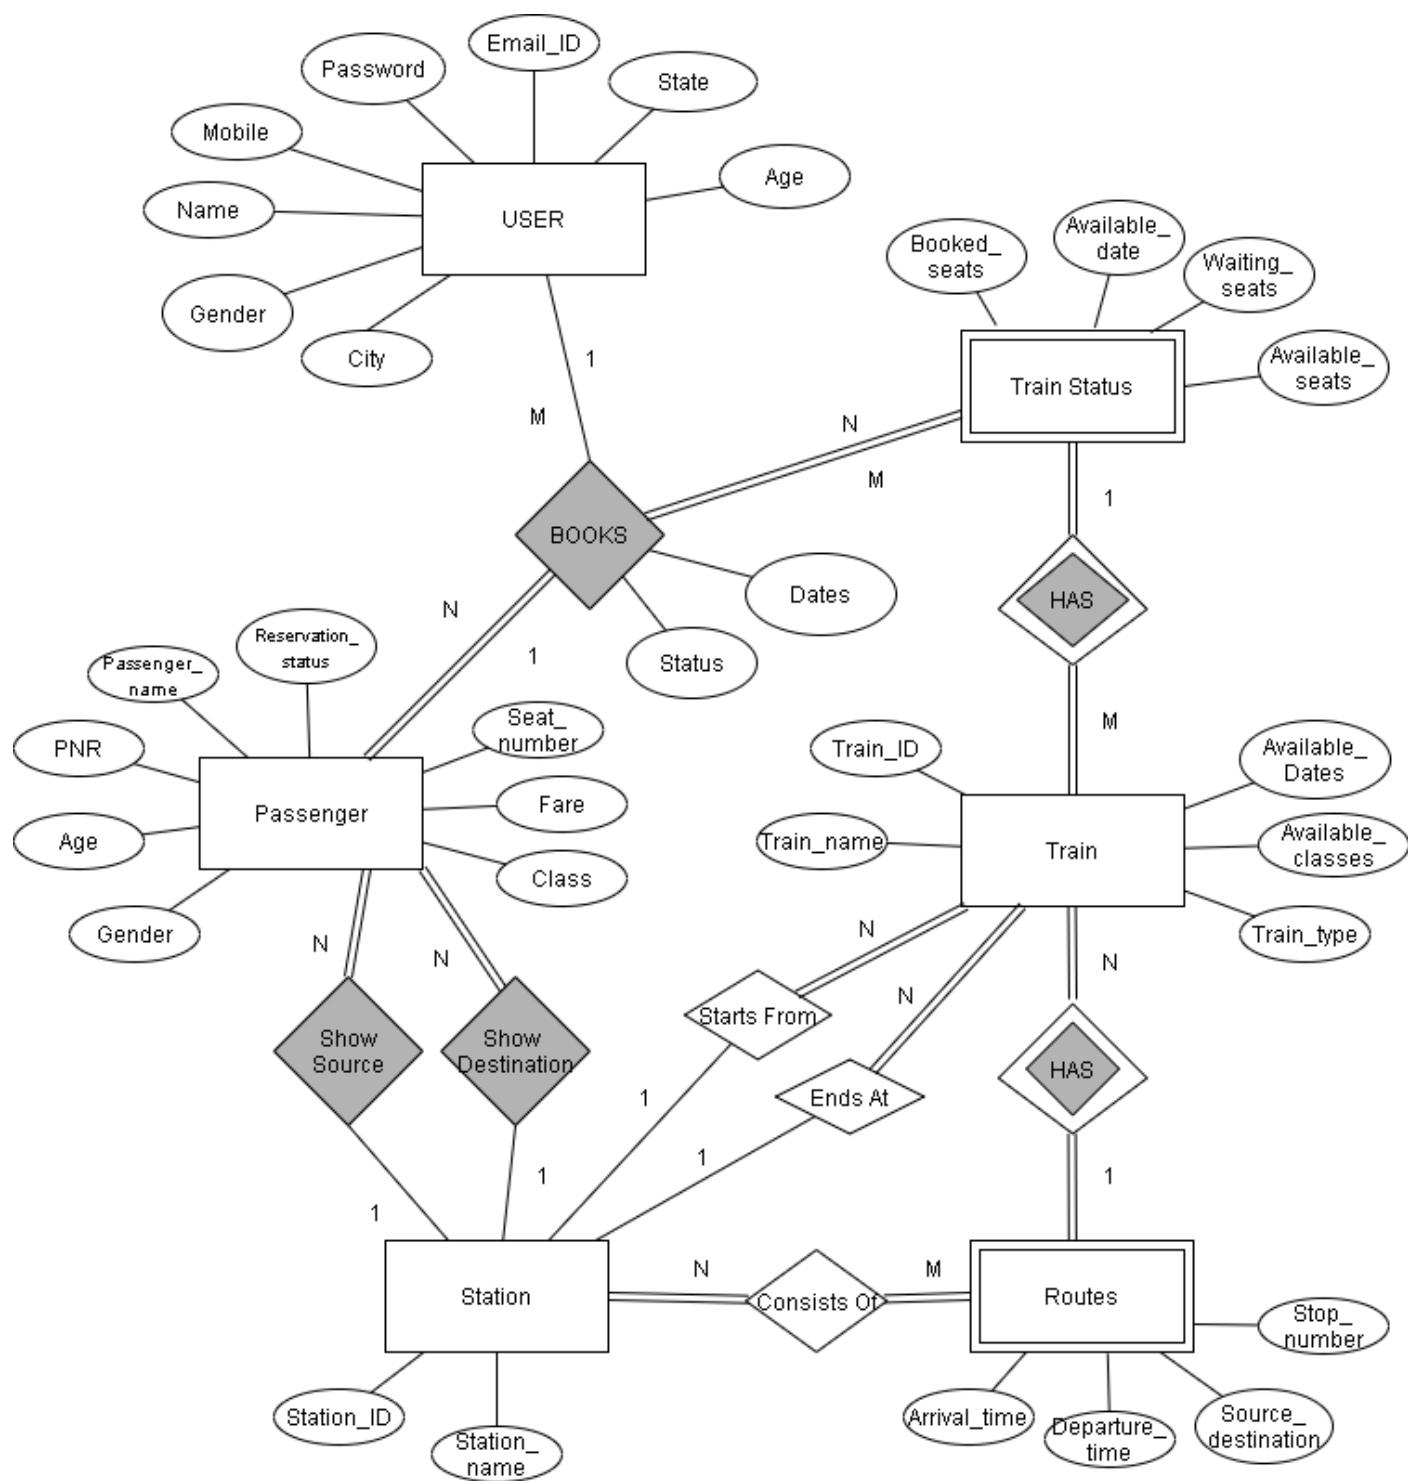 Email_ID
Password
State
Mobile
Age
Name
USER
Gender
City
Booked_
seats
Available_
date
Waiting_
seats
Available_
seats
Train Status
1
M
N
M
BOOKS
Dates
Status
1
HAS
M
N
1
Reservation_
status
Passenger_
name
PNR
Age
Gender
Passenger
Seat_
number
Fare
Class
Train_ID
Train_name
Train
Available_
Dates
Available_
classes
Train_type
N
N
N
N
N
Show
Source
Show
Destination
Starts From
Ends At
HAS
1
1
1
1
1
Station
N
Consists Of
M
Routes
Station_ID
Station_
name
Stop_
number
Arrival_time
Departure_
time
Source_
destination